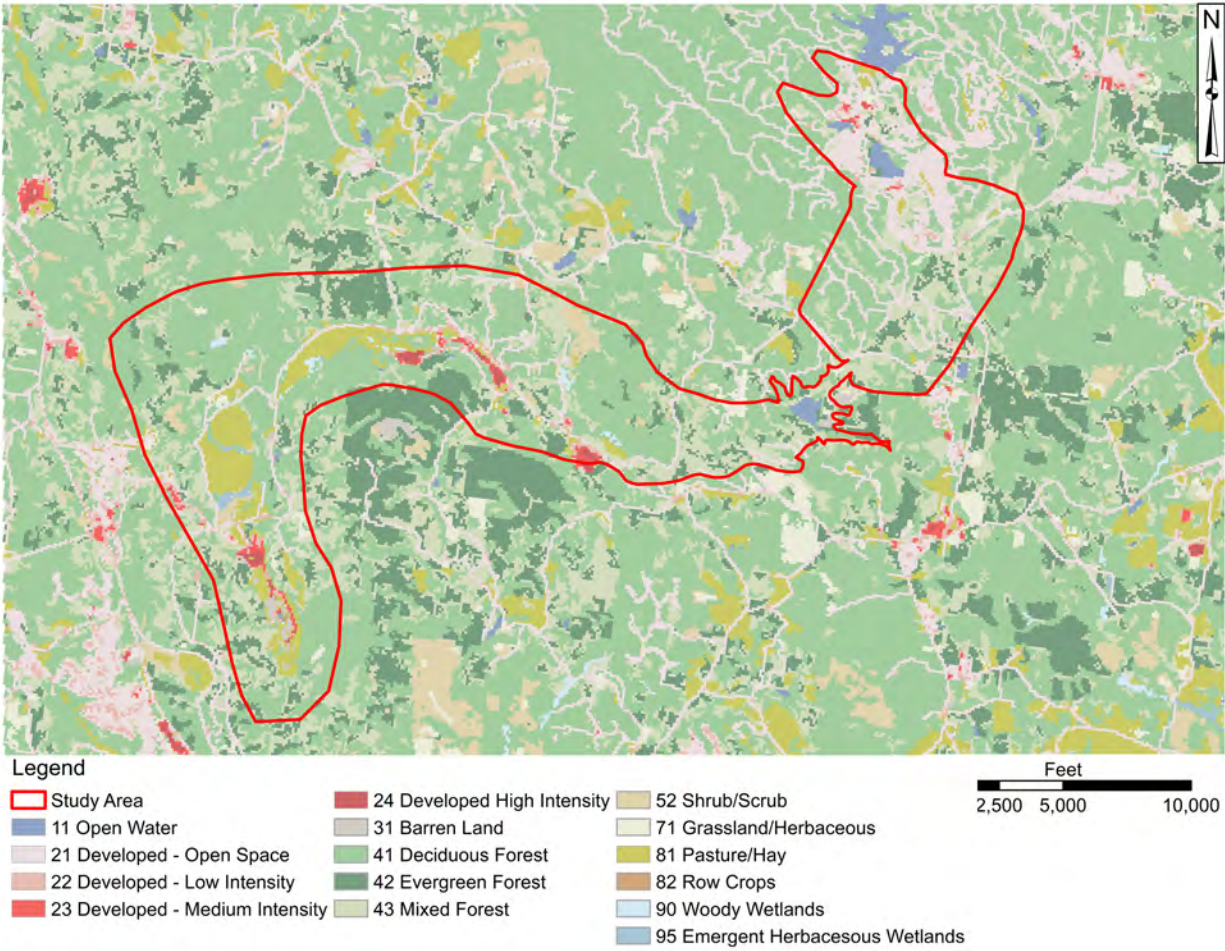 N
Legend
Feet
Study Area
24 Developed High Intensity
52 Shrub/Scrub
2,500 5,000 10,000
11 Open Water
31 Barren Land
71 Grassland/Herbaceous
21 Developed - Open Space
41 Deciduous Forest
81 Pasture/Hay
22 Developed - Low Intensity
42 Evergreen Forest
82 Row Crops
23 Developed - Medium Intensity
43 Mixed Forest
90 Woody Wetlands
95 Emergent Herbacesous Wetlands